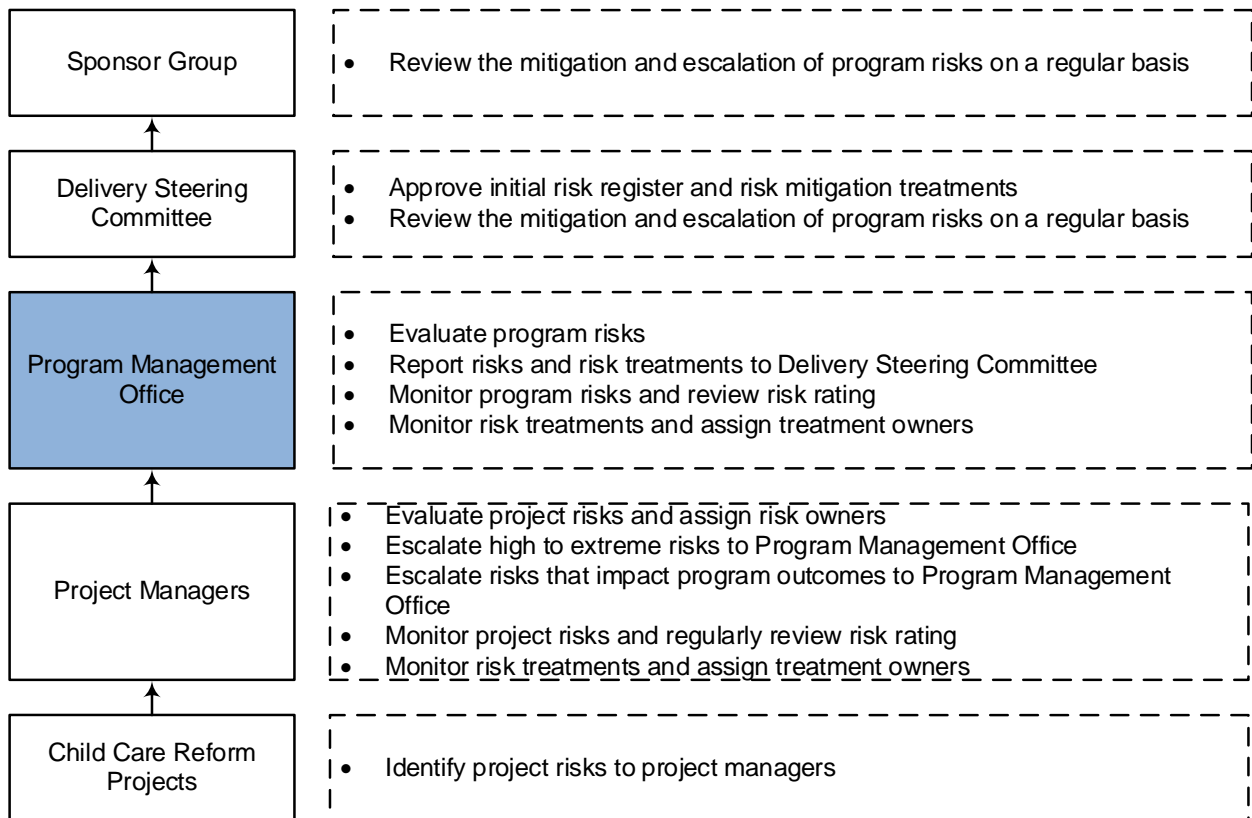 Sponsor Group
• Review the mitigation and escalation of program risks on a regular basis
Delivery Steering
Committee
• Approve initial risk register and risk mitigation treatments
• Review the mitigation and escalation of program risks on a regular basis
Program Management
Office
• Evaluate program risks
• Report risks and risk treatments to Delivery Steering Committee
• Monitor program risks and review risk rating
• Monitor risk treatments and assign treatment owners
Project Managers
• Evaluate project risks and assign risk owners
• Escalate high to extreme risks to Program Management Office
• Escalate risks that impact program outcomes to Program Management
Office
• Monitor project risks and regularly review risk rating
• Monitor risk treatments and assign treatment owners
Child Care Reform
Projects
• Identify project risks to project managers